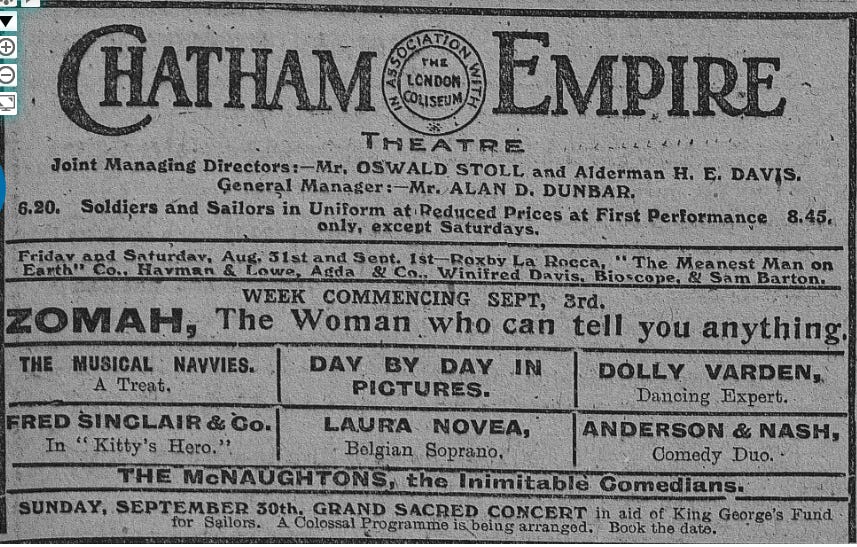 CHATHAM EMPIRE
IN ASSOCIATION WITH
THE
LONDON
COLISEUM
THEATRE
Joint Managing Directors:—Mr. OSWALD STOLL and Alderman H. E. DAVIS.
General Manager:—Mr. ALAN D. DUNBAR.
6.20. Soldiers and Sailors in Uniform at Reduced Prices at First Performance 8.45.
only, except Saturdays.
Friday and Saturday, Aug. 31st and Sept. 1st—Roxby La Rocca, "The Meanest Man on
Earth" Co., Hayman & Lowe, Agda & Co., Winifred Davis, Bioscope, & Sam Barton.
WEEK COMMENCING SEPT, 3rd.
ZOMAH, The Woman who can tell you anything.
THE MUSICAL NAVVIES.
A Treat.
DAY BY DAY IN
PICTURES.
DOLLY VARDEN,
Dancing Expert.
FRED SINCLAIR & Co.
In "Kitty's Hero."
LAURA NOVEA,
Belgian Soprano.
ANDERSON & NASH,
Comedy Duo.
THE McNAUGHTONS, the Inimitable Comedians.
SUNDAY, SEPTEMBER 30th, GRAND SACRED CONCERT in aid of King George's Fund
for Sailors. A Colossal Programme is being arranged. Book the date.